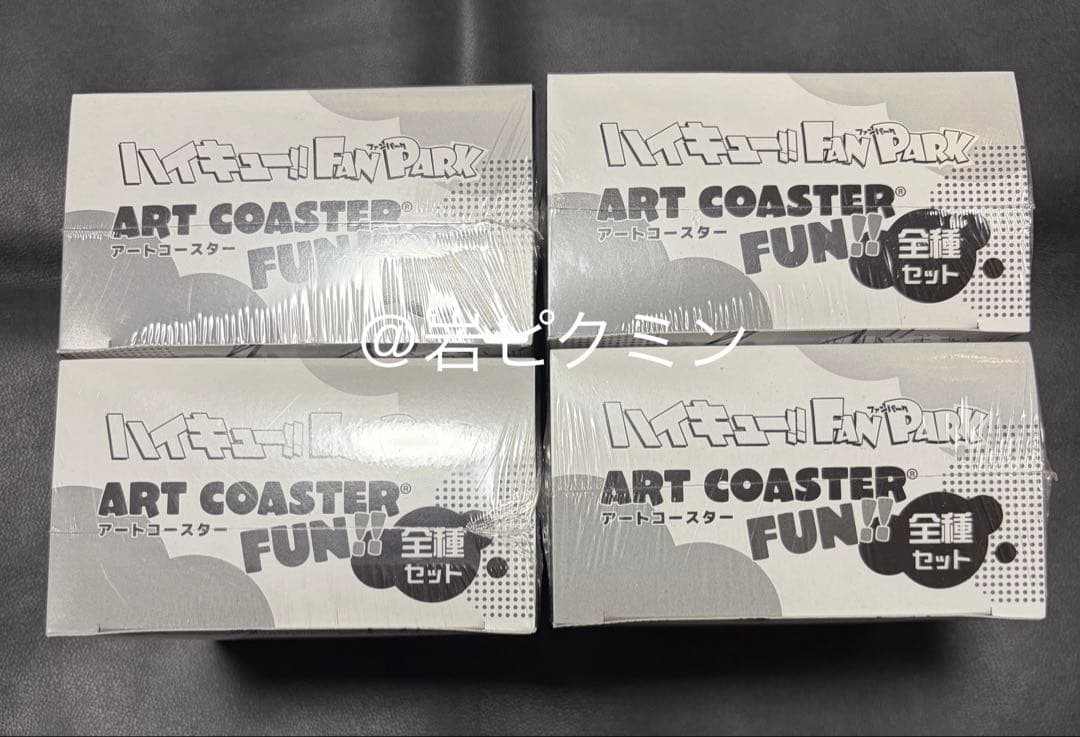 ハイキュー!! FAN PARK
ファンパーク
ART COASTER®
アートコースター
FUN!!
ハイキュー!! FAN PARK
ファンパーク
ART COASTER®
アートコースター
FUN!!
全種
セット
@岩ピクミン
ハイキュー!!
ART COASTER®
アートコースター
FUN!!
全種
セット
ハイキュー!! FAN PARK
ファンパーク
ART COASTER®
アートコースター
FUN!!
全種
セット